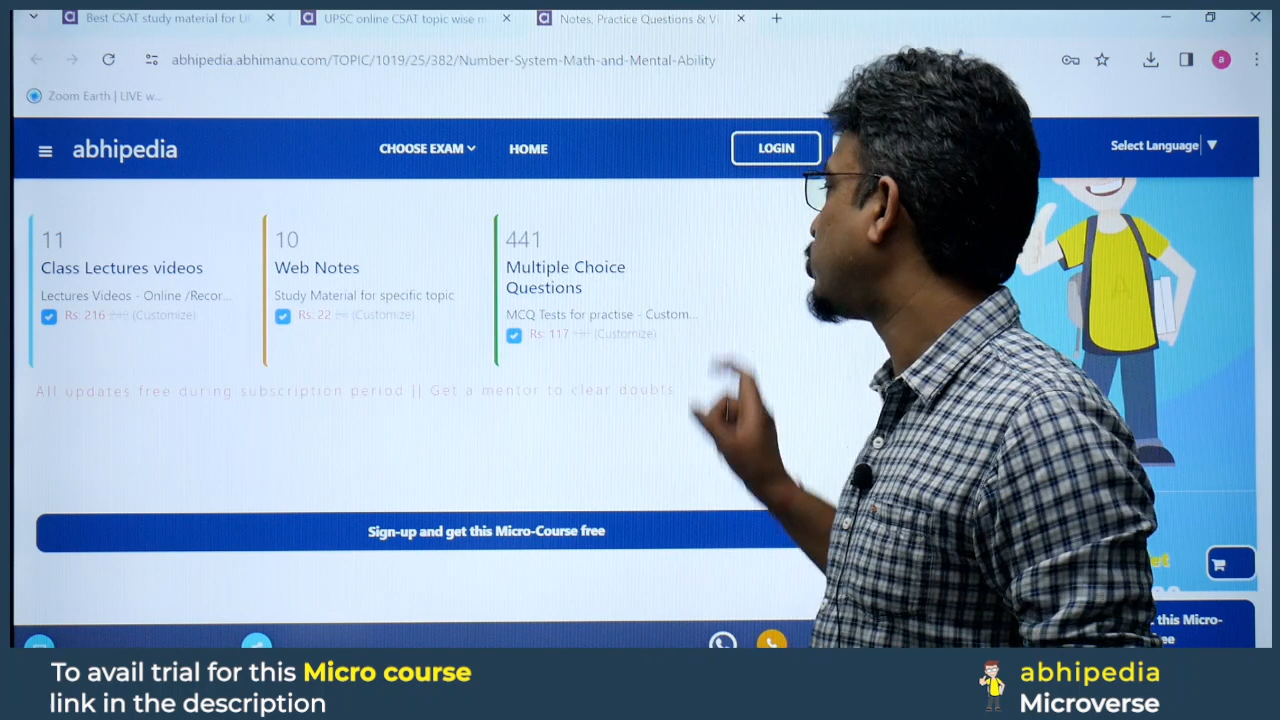 Best CSAT study material for U
UPSC online CSAT topic wise m
Notes, Practice Questions & Vi
abhipedia.abhimanu.com/TOPIC/1019/25/382/Number-System-Math-and-Mental-Ability
a
Zoom Earth | LIVE w...
abhipedia
CHOOSE EXAM
HOME
LOGIN
Select Language
11
Class Lectures videos
Lectures Videos - Online /Recor...
Rs: 216 (Customize)
10
Web Notes
Study Material for specific topic
Rs: 22 (Customize)
441
Multiple Choice
Questions
MCQ Tests for practise - Custom...
Rs: 117 (Customize)
All updates free during subscription period || Get a mentor to clear doubts
A
Sign-up and get this Micro-Course free
this Micro-
To avail trial for this Micro course
link in the description
abhipedia
Microverse